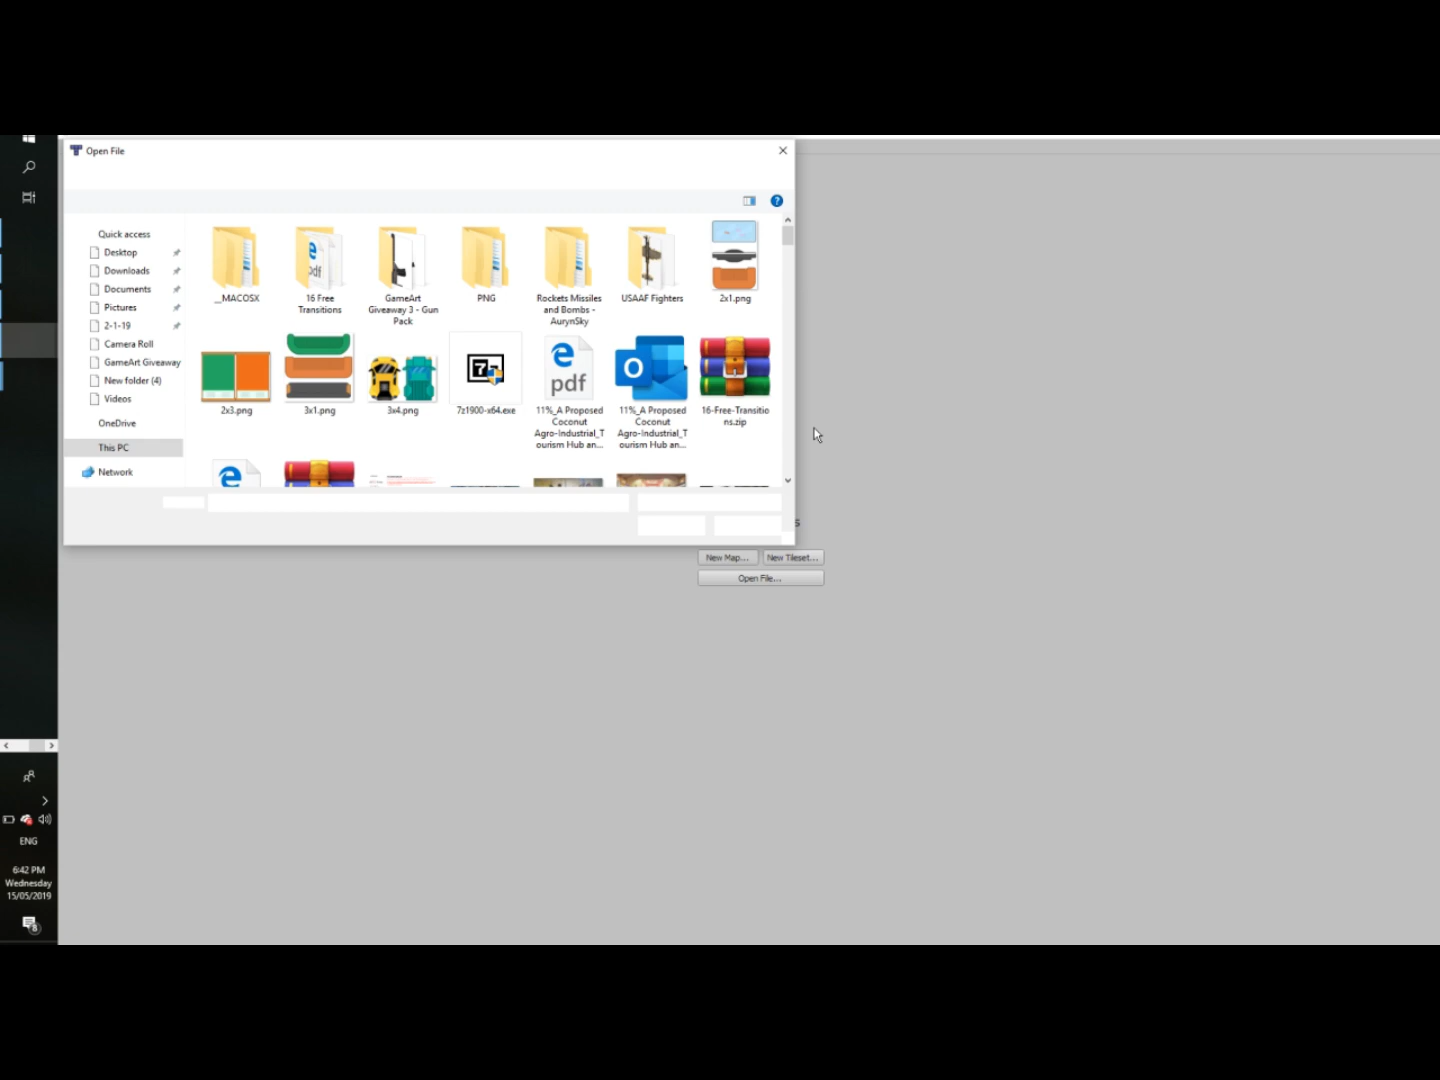 Open File
Quick access
Desktop
Downloads
Documents
Pictures
2-1-19
Camera Roll
GameArt Giveaway
New folder (4)
Videos
OneDrive
This PC
Network
__MACOSX
16 Free
Transitions
GameArt
Giveaway 3 - Gun
Pack
PNG
Rockets Missiles
and Bombs -
AurynSky
USAAF Fighters
2x1.png
2x3.png
3x1.png
3x4.png
7z1900-x64.exe
11%_A Proposed
Coconut
Agro-Industrial_T
ourism Hub an...
11%_A Proposed
Coconut
Agro-Industrial_T
ourism Hub an...
16-Free-Transitio
ns.zip
pdf
pdf
7z
O
s
New Map...
New Tileset...
Open File...
ENG
6:42 PM
Wednesday
15/05/2019
8